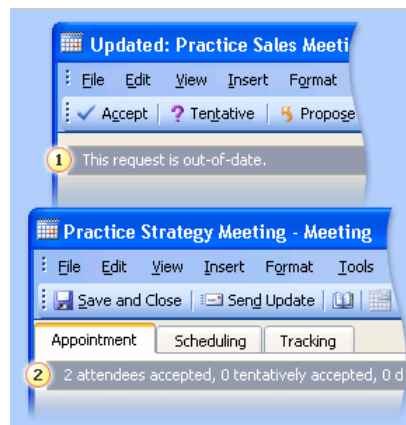 Updated: Practice Sales Meeti
File Edit View Insert Format
Accept ? Tentative Propose
1 This request is out-of-date.
Practice Strategy Meeting - Meeting
File Edit View Insert Format Tools
Save and Close Send Update
Appointment Scheduling Tracking
2 2 attendees accepted, 0 tentatively accepted, 0 d